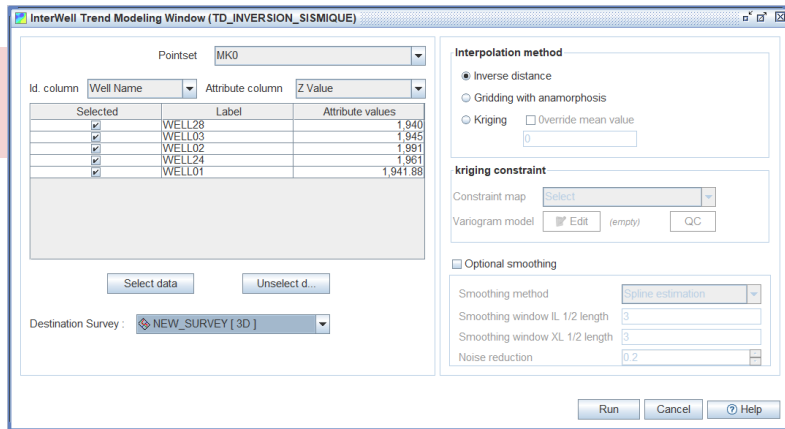 InterWell Trend Modeling Window (TD_INVERSION_SISMIQUE)
Pointset MK0
Id. column Well Name Attribute column Z Value
Selected Label Attribute values
WELL28 1,940
WELL03 1,945
WELL02 1,991
WELL24 1,961
WELL01 1,941.88
Select data Unselect d...
Destination Survey : NEW_SURVEY [ 3D ]
Interpolation method
Inverse distance
Gridding with anamorphosis
Kriging Override mean value
0
kriging constraint
Constraint map Select
Variogram model Edit (empty) QC
Optional smoothing
Smoothing method Spline estimation
Smoothing window IL 1/2 length 3
Smoothing window XL 1/2 length 3
Noise reduction 0.2
Run Cancel Help